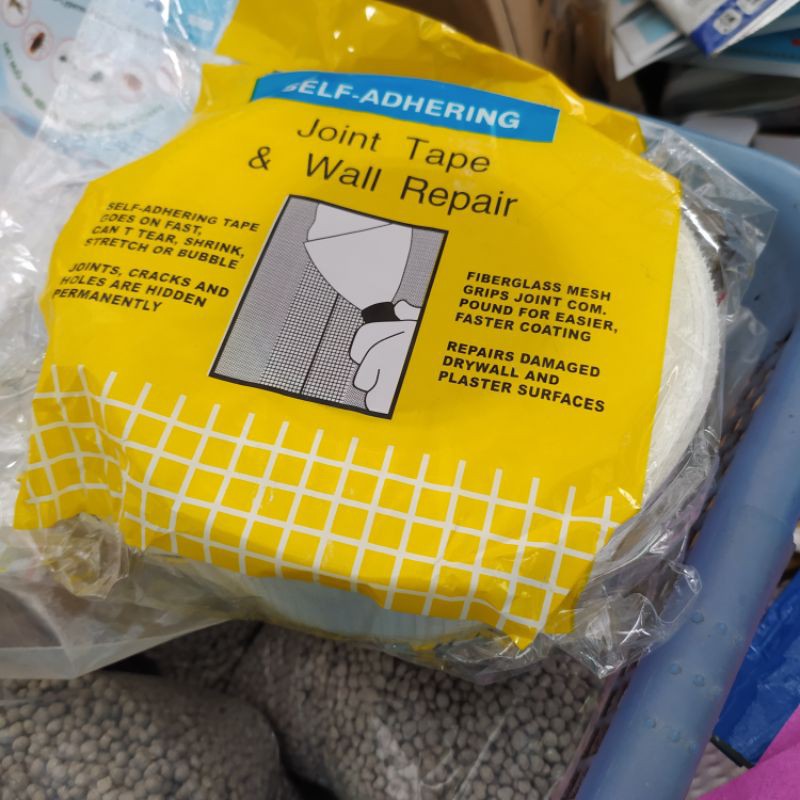 SELF-ADHERING
Joint Tape
& Wall Repair
SELF-ADHERING TAPE
GOES ON FAST,
CAN T TEAR, SHRINK,
STRETCH OR BUBBLE
JOINTS, CRACKS AND
HOLES ARE HIDDEN
PERMANENTLY
FIBERGLASS MESH
GRIPS JOINT COM.
POUND FOR EASIER,
FASTER COATING
REPAIRS DAMAGED
DRYWALL AND
PLASTER SURFACES